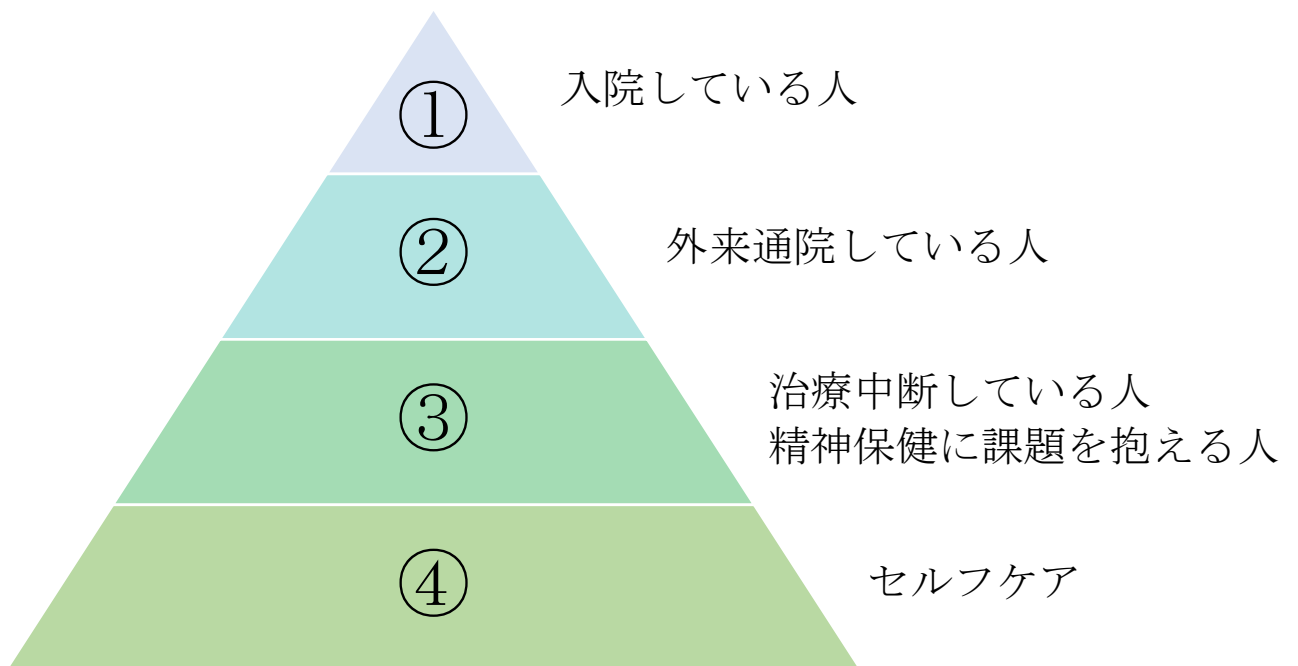 ①
入院している人
②
外来通院している人
③
治療中断している人
精神保健に課題を抱える人
④
セルフケア